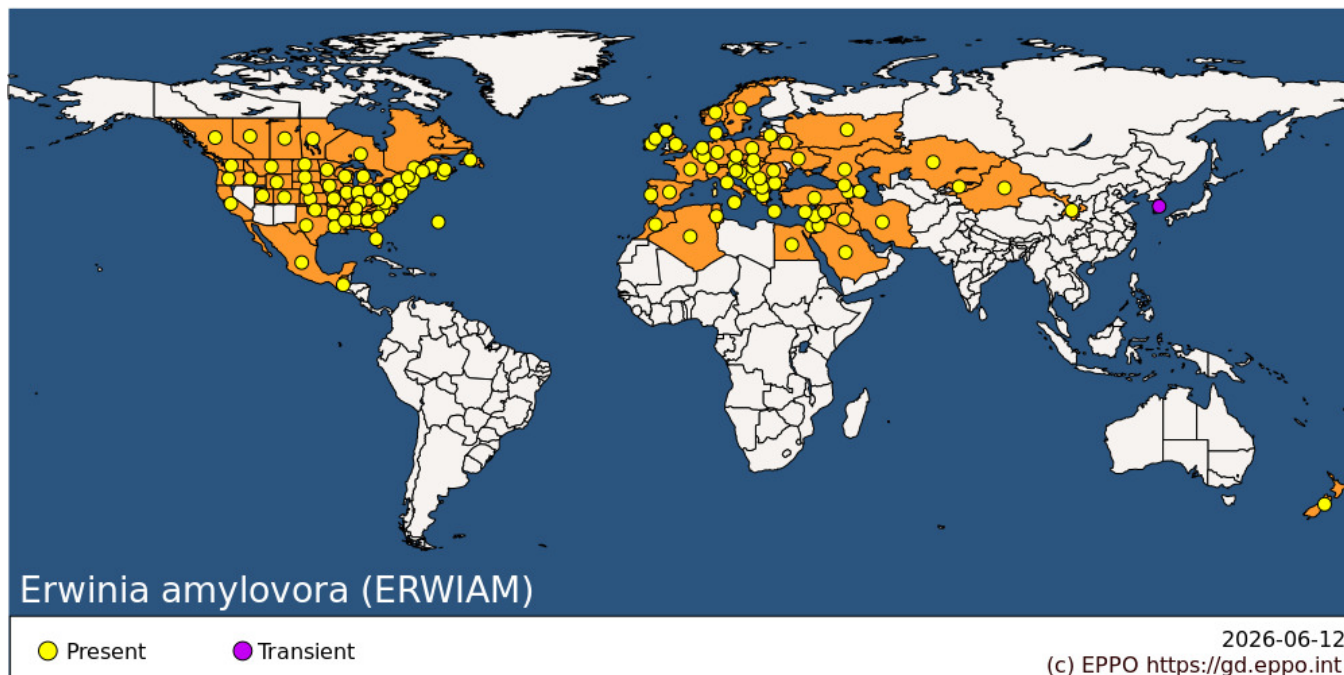 Erwinia amylovora (ERWIAM)
Present
Transient
2026-06-12
(c) EPPO https://gd.eppo.int